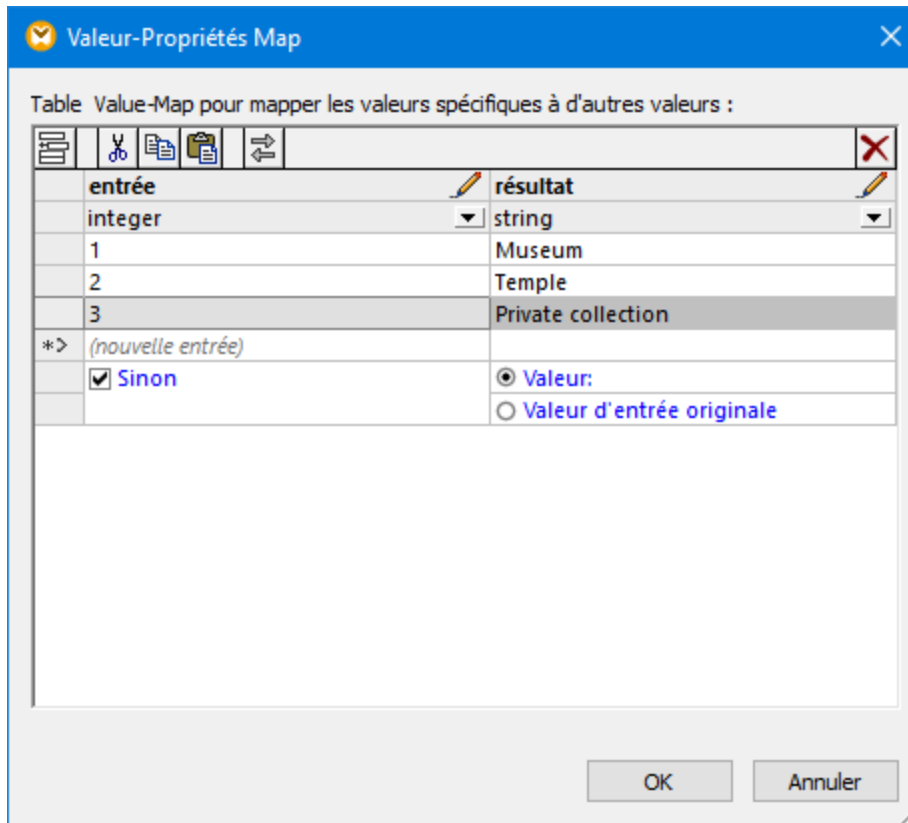 Valeur-Propriétés Map
Table Value-Map pour mapper les valeurs spécifiques à d'autres valeurs :
entrée résultat
integer string
1 Museum
2 Temple
3 Private collection
*> (nouvelle entrée)
Sinon Valeur:
Valeur d'entrée originale
OK Annuler